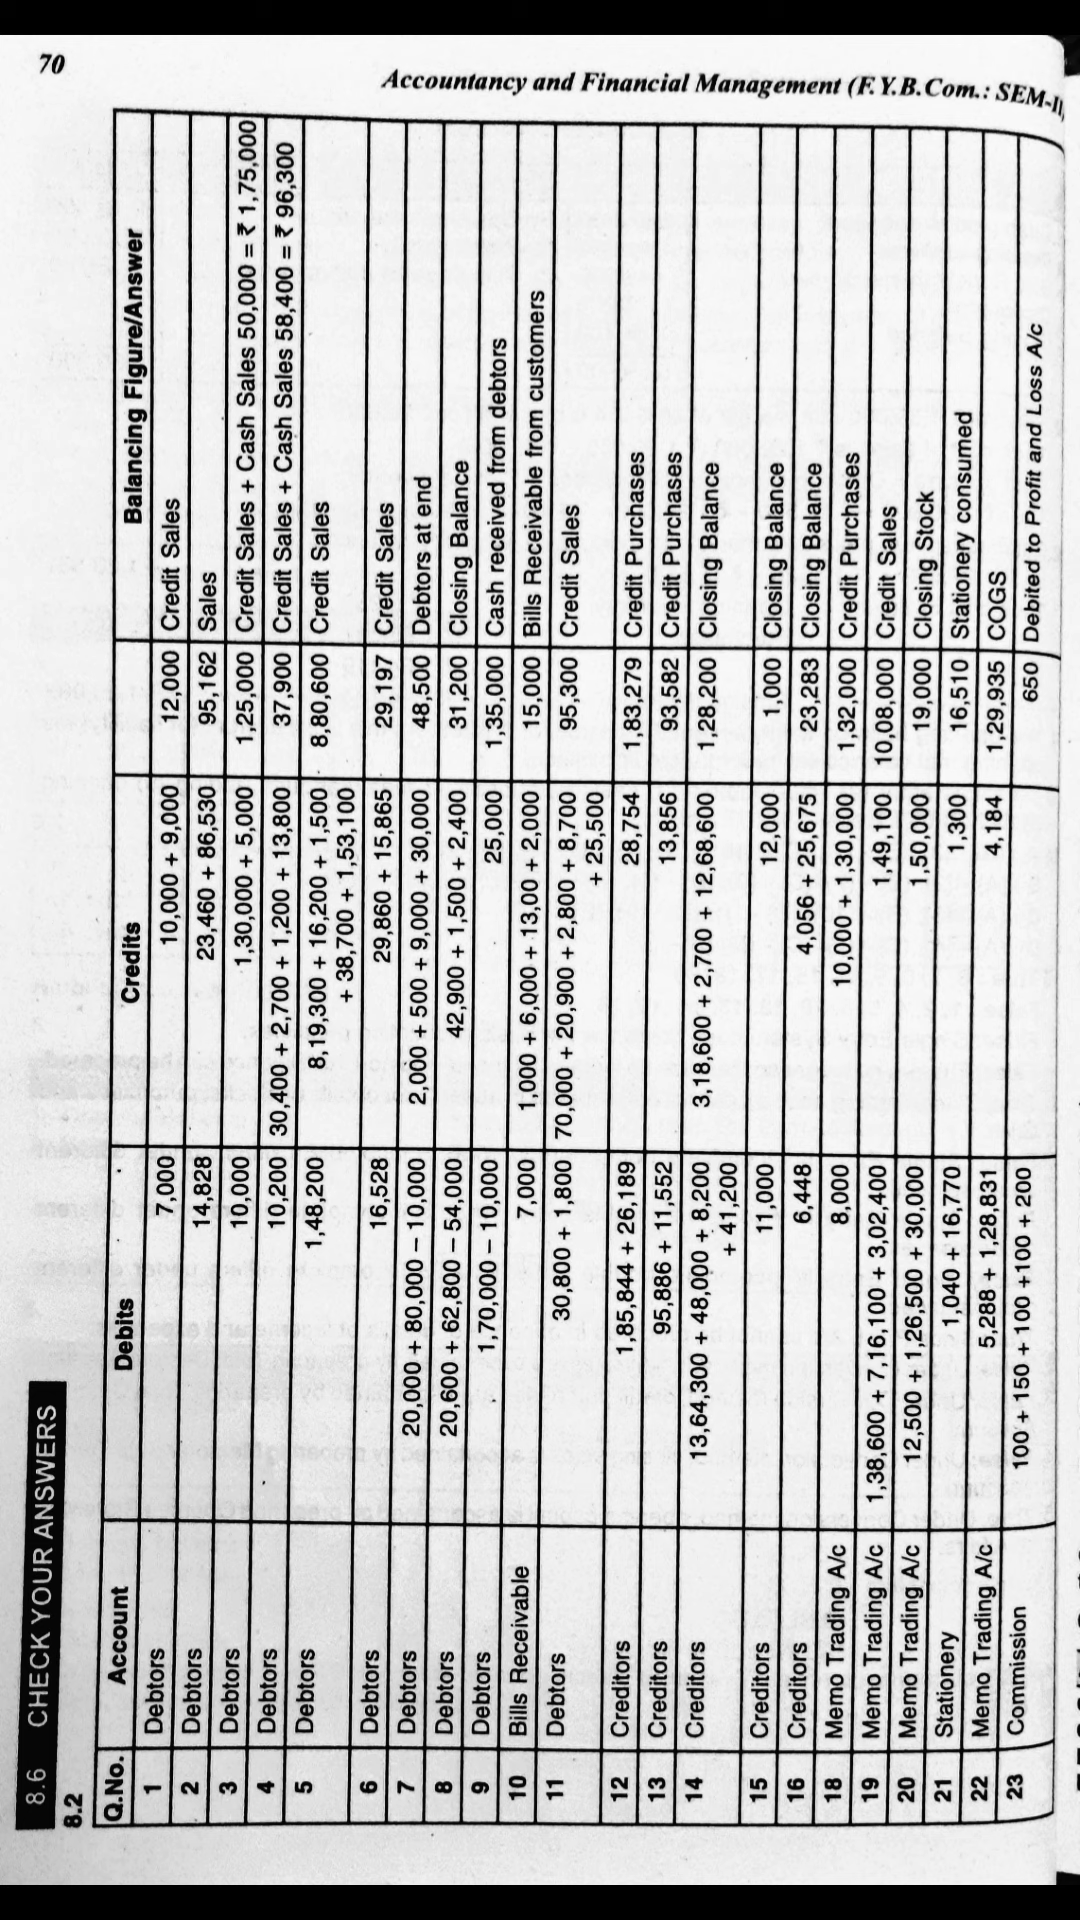 70
Accountancy and Financial Management (F.Y.B.Com.: SEM-II)
8.6 CHECK YOUR ANSWERS
8.2
Q.No. Account Debits Credits Balancing Figure/Answer
1 Debtors 7,000 10,000 + 9,000 12,000 Credit Sales
2 Debtors 14,828 23,460 + 86,530 95,162 Sales
3 Debtors 10,000 1,30,000 + 5,000 1,25,000 Credit Sales + Cash Sales 50,000 = ₹ 1,75,000
4 Debtors 10,200 30,400 + 2,700 + 1,200 + 13,800 37,900 Credit Sales + Cash Sales 58,400 = ₹ 96,300
5 Debtors 1,48,200 8,19,300 + 16,200 + 1,500 8,80,600 Credit Sales
+ 38,700 + 1,53,100
6 Debtors 16,528 29,860 + 15,865 29,197 Credit Sales
7 Debtors 20,000 + 80,000 – 10,000 2,000 + 500 + 9,000 + 30,000 48,500 Debtors at end
8 Debtors 20,600 + 62,800 – 54,000 42,900 + 1,500 + 2,400 31,200 Closing Balance
9 Debtors 1,70,000 – 10,000 25,000 1,35,000 Cash received from debtors
10 Bills Receivable 7,000 1,000 + 6,000 + 13,00 + 2,000 15,000 Bills Receivable from customers
11 Debtors 30,800 + 1,800 70,000 + 20,900 + 2,800 + 8,700 95,300 Credit Sales
+ 25,500
12 Creditors 1,85,844 + 26,189 28,754 1,83,279 Credit Purchases
13 Creditors 95,886 + 11,552 13,856 93,582 Credit Purchases
14 Creditors 13,64,300 + 48,000 + 8,200 3,18,600 + 2,700 + 12,68,600 1,28,200 Closing Balance
+ 41,200
15 Creditors 11,000 12,000 1,000 Closing Balance
16 Creditors 6,448 4,056 + 25,675 23,283 Closing Balance
18 Memo Trading A/c 8,000 10,000 + 1,30,000 1,32,000 Credit Purchases
19 Memo Trading A/c 1,38,600 + 7,16,100 + 3,02,400 1,49,100 10,08,000 Credit Sales
20 Memo Trading A/c 12,500 + 1,26,500 + 30,000 1,50,000 19,000 Closing Stock
21 Stationery 1,040 + 16,770 1,300 16,510 Stationery consumed
22 Memo Trading A/c 5,288 + 1,28,831 4,184 1,29,935 COGS
23 Commission 100 + 150 + 100 +100 +200 650 Debited to Profit and Loss A/c